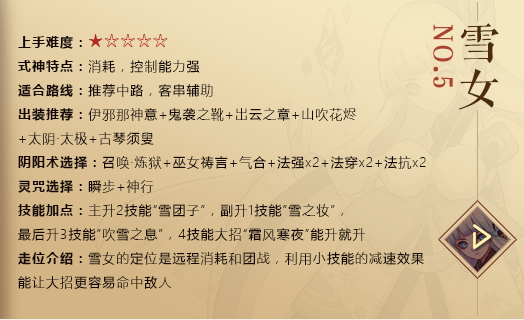 雪女
NO.5
上手难度：★☆☆☆☆
式神特点：消耗，控制能力强
适合路线：推荐中路，客串辅助
出装推荐：伊邪那神意+鬼袭之靴+出云之章+山吹花烬
+太阴·太极+古琴须叟
阴阳术选择：召唤·炼狱+巫女祷言+气合+法强x2+法穿x2+法抗x2
灵咒选择：瞬步+神行
技能加点：主升2技能“雪团子”，副升1技能“雪之妆”，
最后升3技能“吹雪之息”，4技能大招“霜风寒夜”能升就升
走位介绍：雪女的定位是远程消耗和团战，利用小技能的减速效果
能让大招更容易命中敌人